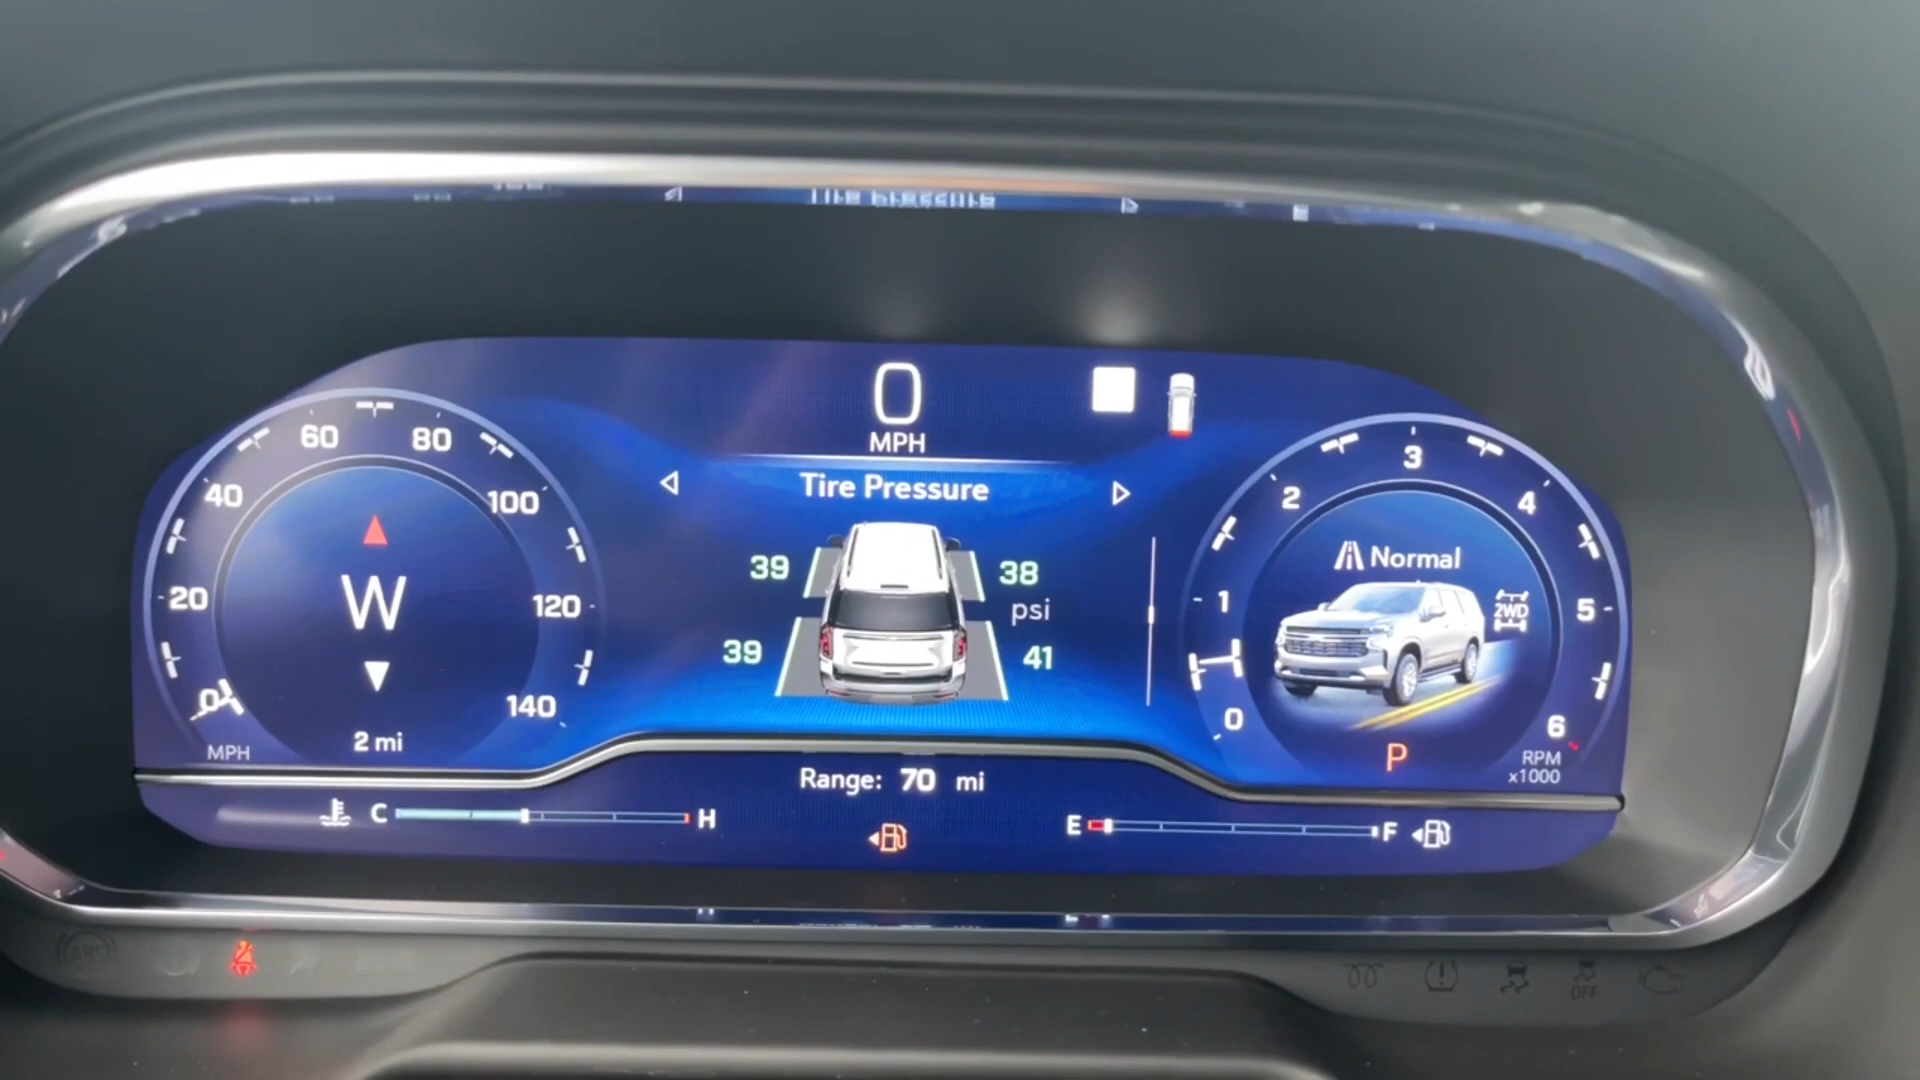 0
MPH
Tire Pressure
39
38
psi
39
41
0
20
40
60
80
100
120
140
MPH
W
2 mi
0
1
2
3
4
5
6
RPM
x1000
Normal
2WD
P
Range: 70 mi
C
H
E
F
OFF